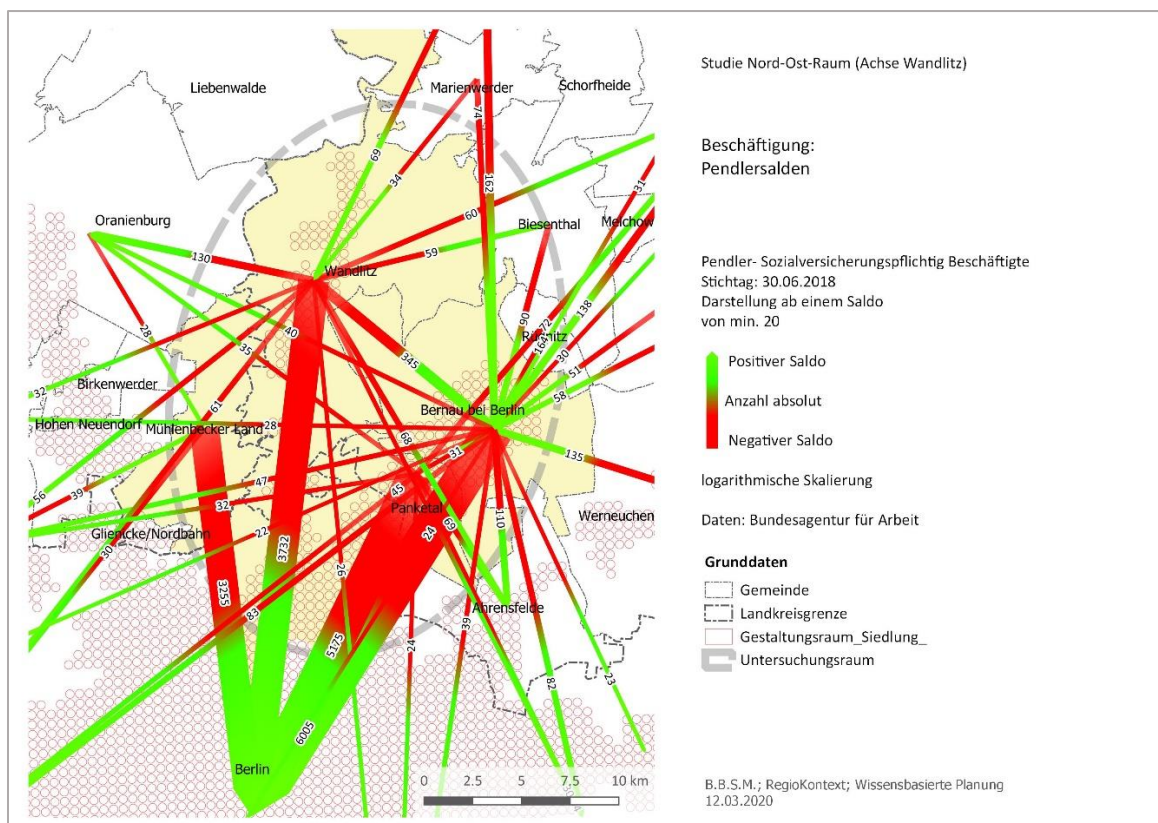 Liebenwalde
Marienwerder
Schorfheide
74
69
34
162
31
60
Oranienburg
Biesenthal
Melchow
130
59
Wandlitz
90
72
138
28
40
Rüdnitz
164
35
345
30
51
Birkenwerder
32
58
61
Bernau bei Berlin
Hohen Neuendorf
Mühlenbecker Land
28
68
31
135
56
39
47
45
32
Panketal
110
Werneuchen
Glienicke/Nordbahn
22
24
69
30
3732
3255
26
Ahrensfelde
83
39
5175
24
82
23
6005
Berlin
0 2,5 5 7,5 10 km
Studie Nord-Ost-Raum (Achse Wandlitz)
Beschäftigung:
Pendlersalden
Pendler- Sozialversicherungspflichtig Beschäftigte
Stichtag: 30.06.2018
Darstellung ab einem Saldo
von min. 20
Positiver Saldo
Anzahl absolut
Negativer Saldo
logarithmische Skalierung
Daten: Bundesagentur für Arbeit
Grunddaten
Gemeinde
Landkreisgrenze
Gestaltungsraum_Siedlung_
Untersuchungsraum
B.B.S.M.; RegioKontext; Wissensbasierte Planung
12.03.2020